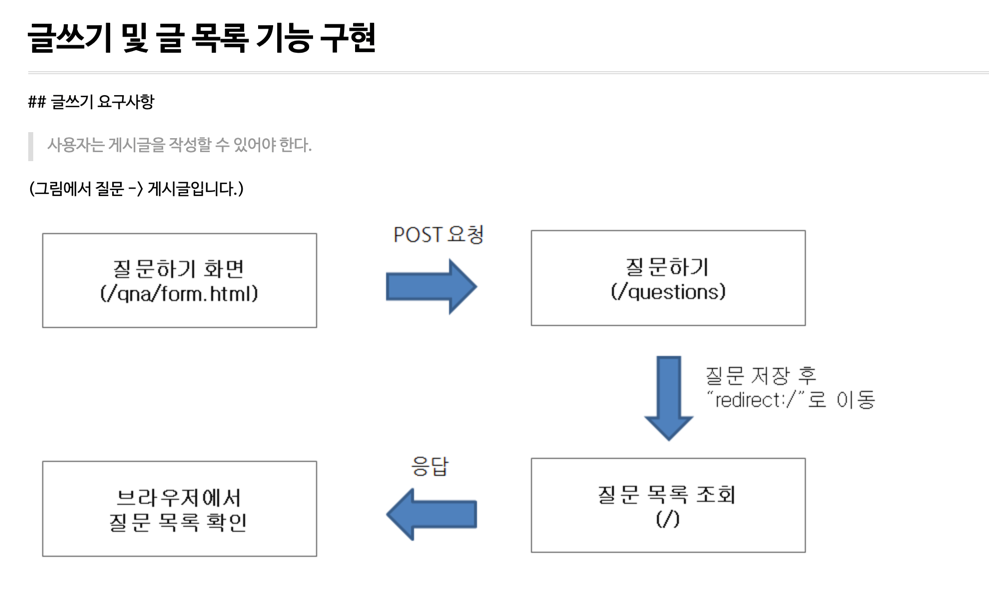 글쓰기 및 글 목록 기능 구현
## 글쓰기 요구사항
사용자는 게시글을 작성할 수 있어야 한다.
(그림에서 질문 -> 게시글입니다.)
질문하기 화면
(/qna/form.html)
POST 요청
질문하기
(/questions)
질문 저장 후
“redirect:/”로 이동
질문 목록 조회
(/)
응답
브라우저에서
질문 목록 확인